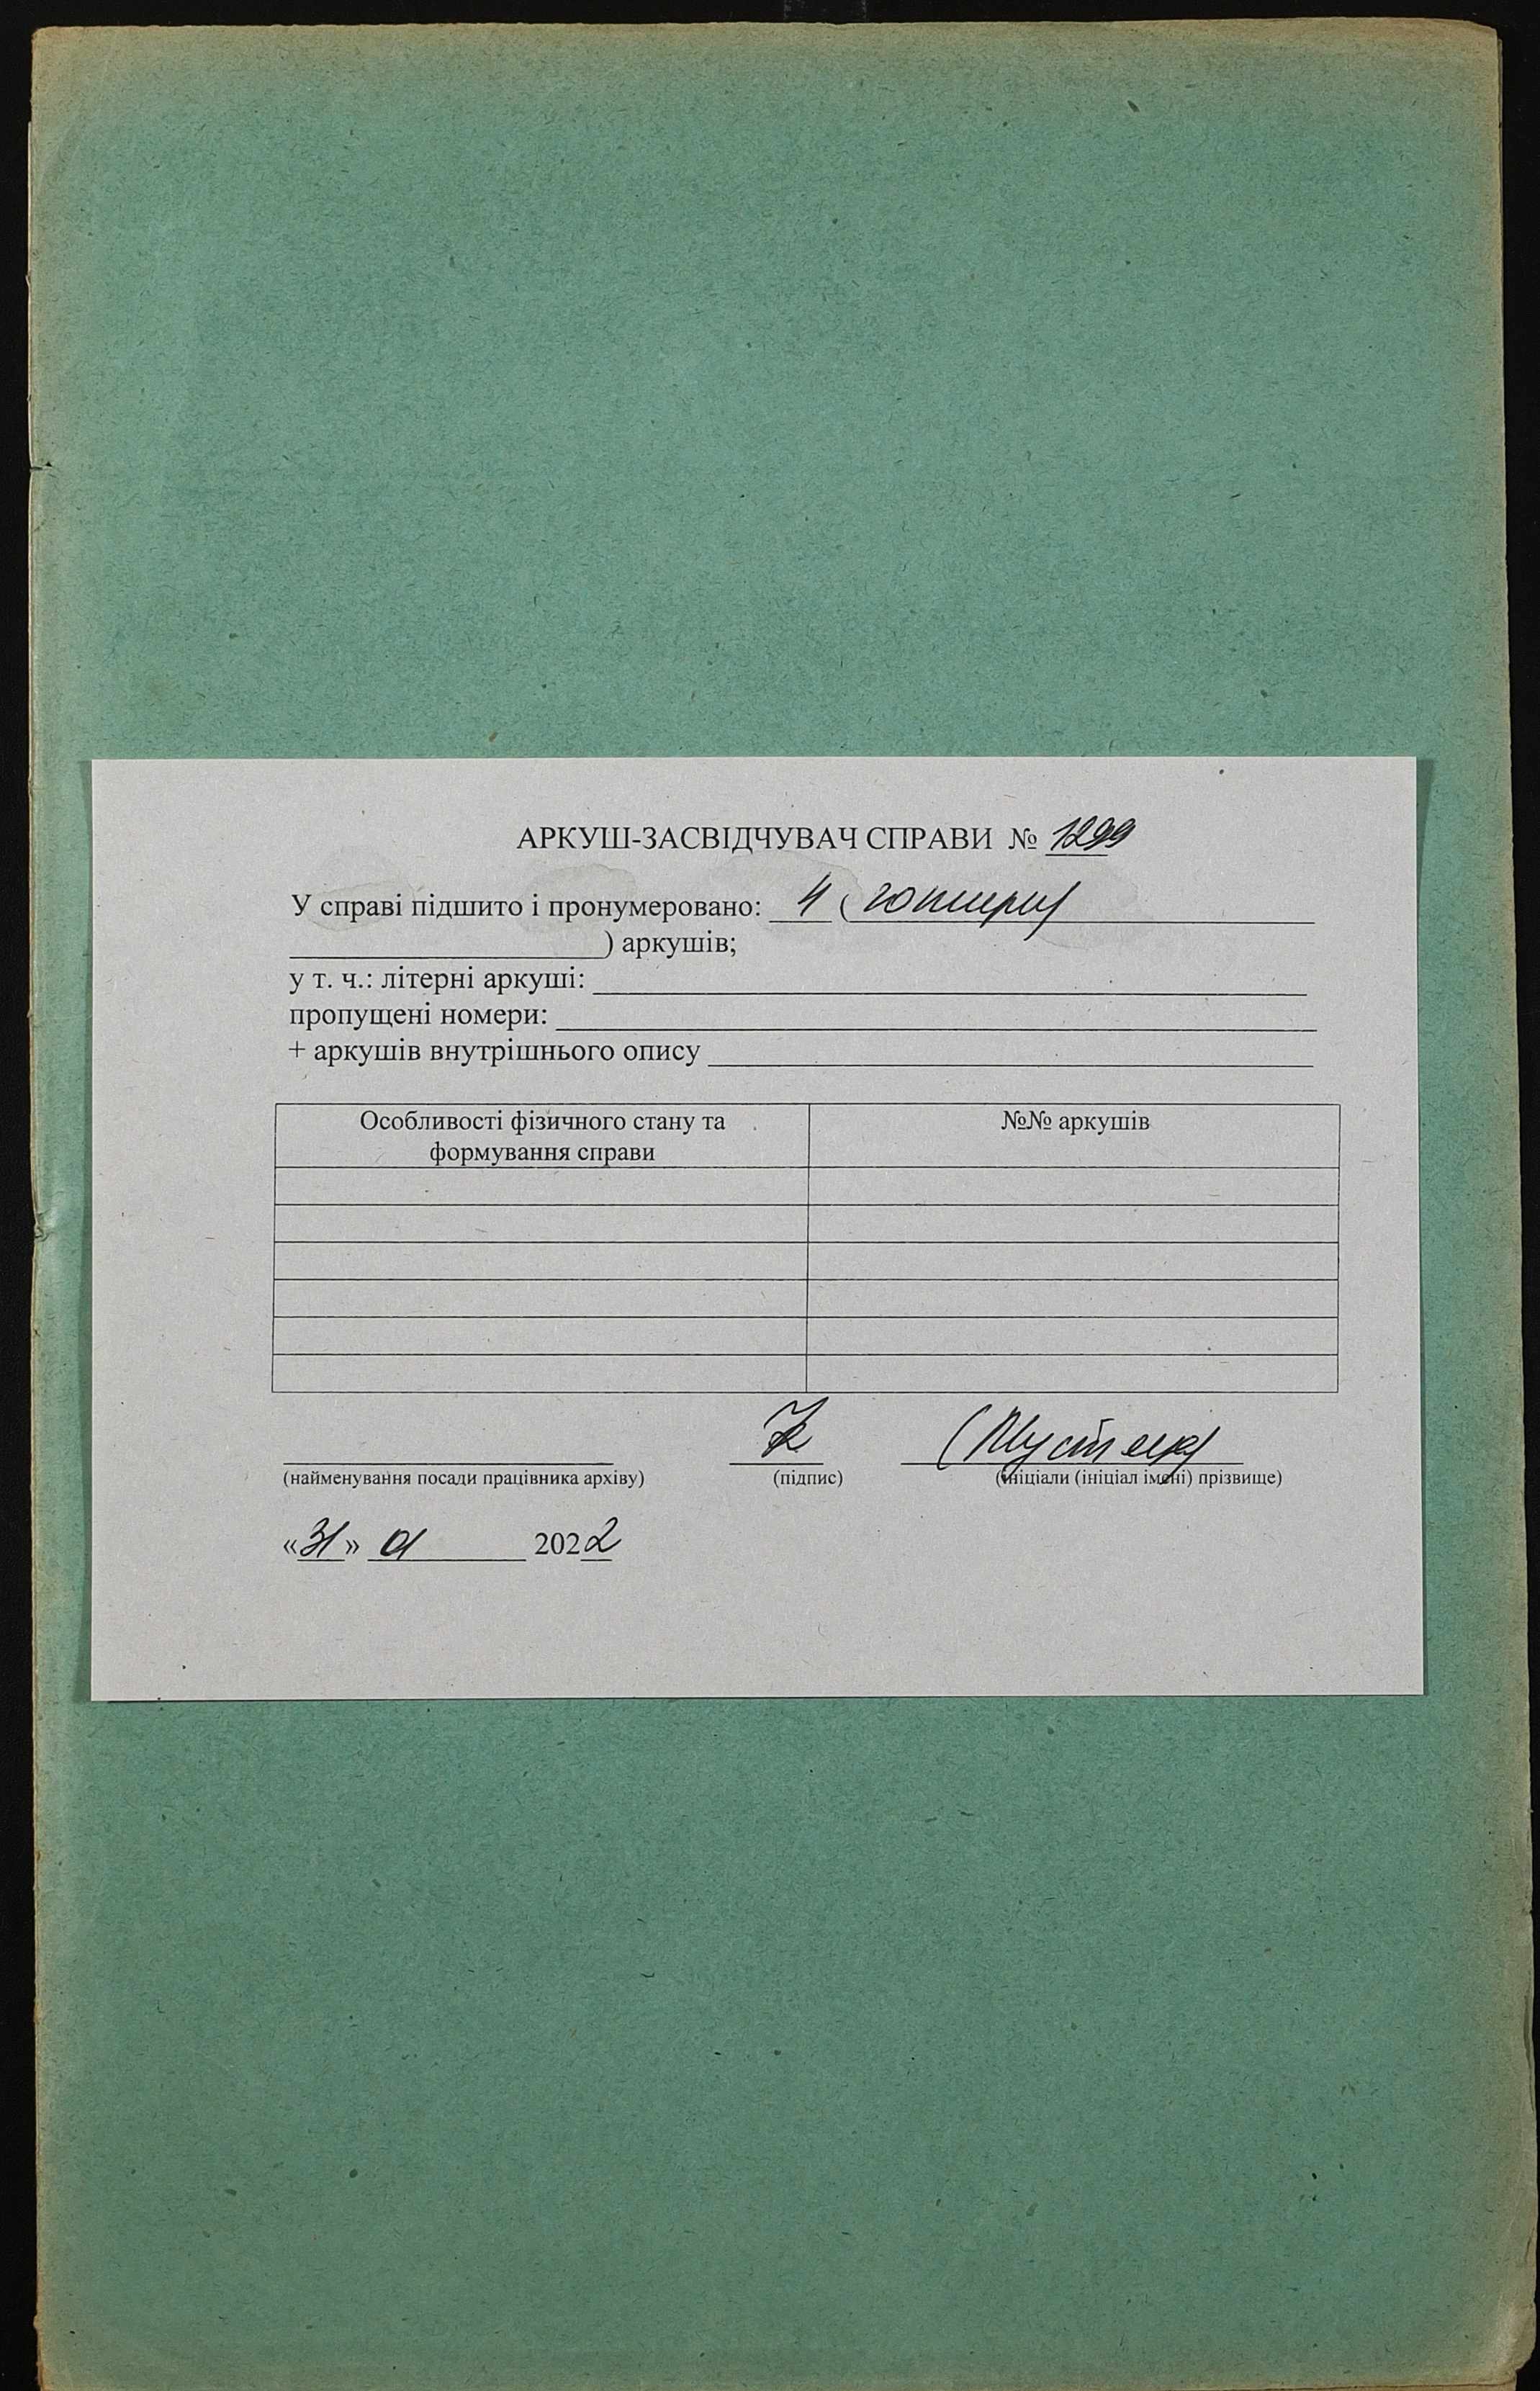 АРКУШ-ЗАСВІДЧУВАЧ СПРАВИ № 1299
У справі підшито і пронумеровано: 4 ( чотири
) аркушів;
у т. ч.: літерні аркуші:
пропущені номери:
+ аркушів внутрішнього опису
Особливості фізичного стану та
формування справи
№№ аркушів
(найменування посади працівника архіву)
(підпис)
(ініціали (ініціал імені) прізвище)
«31» 01 2022